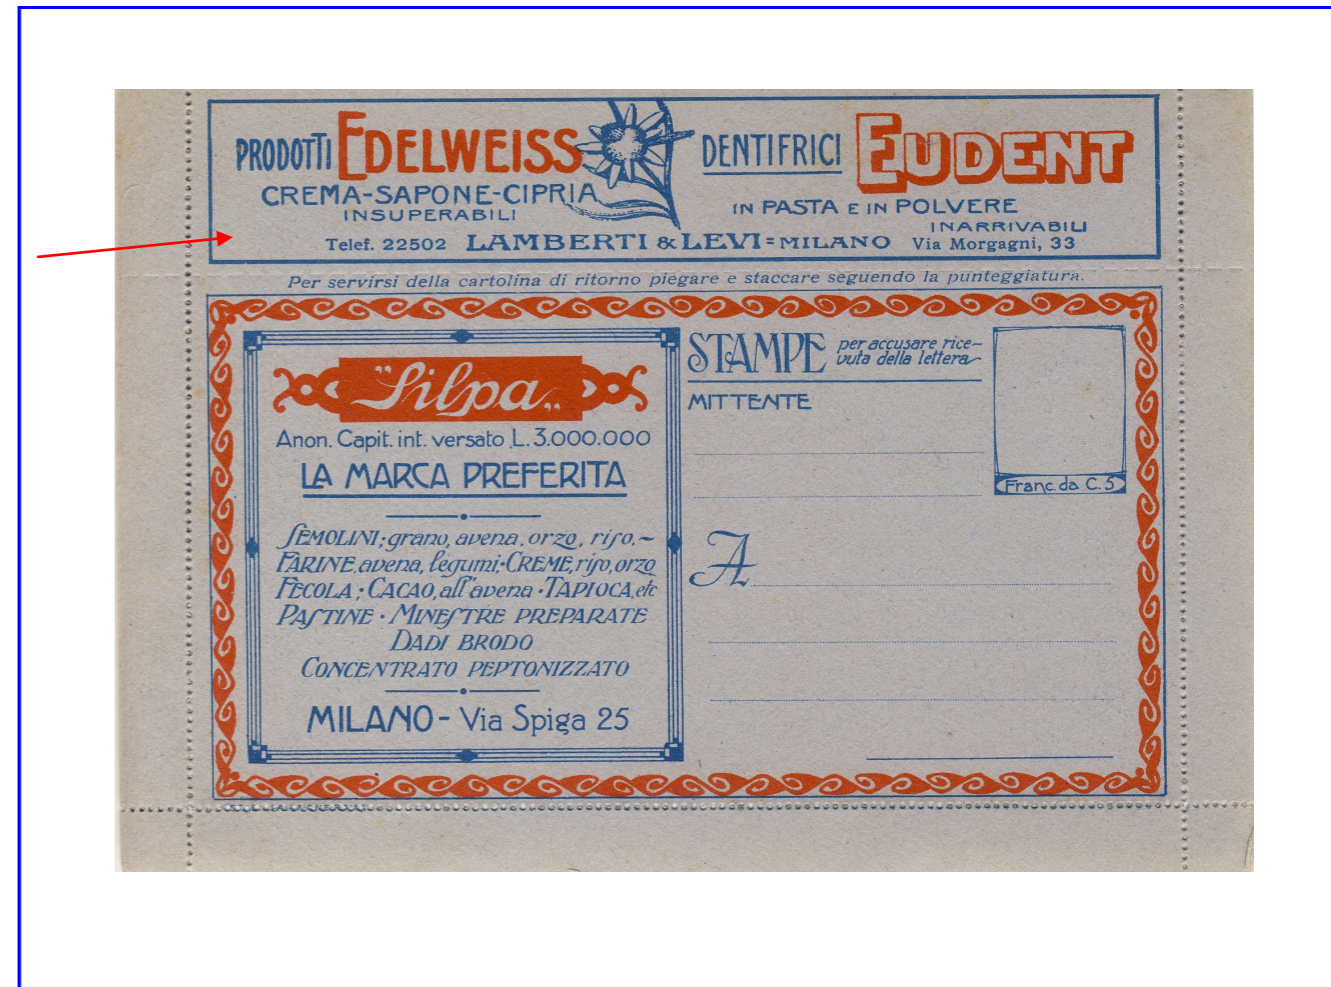 PRODOTTI EDELWEISS
CREMA-SAPONE-CIPRIA
INSUPERABILI
DENTIFRICI EUDENT
IN PASTA E IN POLVERE
INARRIVABILI
Telef. 22502 LAMBERTI & LEVI = MILANO Via Morgagni, 33
Per servirsi della cartolina di ritorno piegare e staccare seguendo la punteggiatura.
"Silpa„
Anon. Capit. int. versato L. 3.000.000
LA MARCA PREFERITA
SEMOLINI; grano, avena, orzo, riso, ~
FARINE, avena, legumi; CREME, riso, orzo
FECOLA; CACAO, all'avena · TAPIOCA, etc
PASTINE · MINESTRE PREPARATE
DADI BRODO
CONCENTRATO PEPTONIZZATO
MILANO - Via Spiga 25
STAMPE per accusare rice-
vuta della lettera
MITTENTE
Franc. da C. 5
A